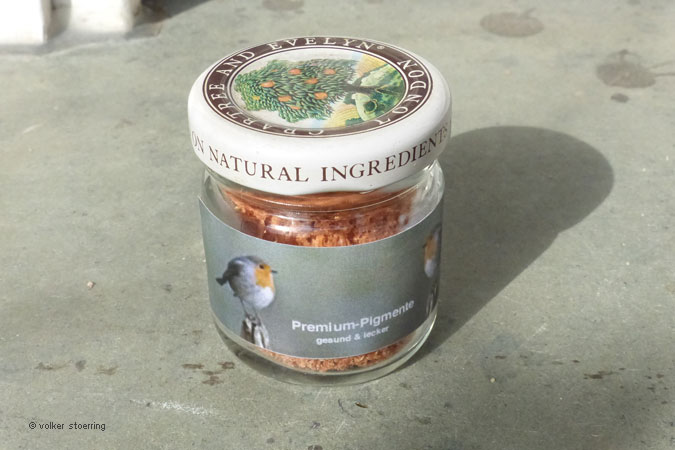 CRABTREE AND EVELYN®
LONDON
ON NATURAL INGREDIENTS
Premium-Pigmente
gesund & lecker
© volker stoerring